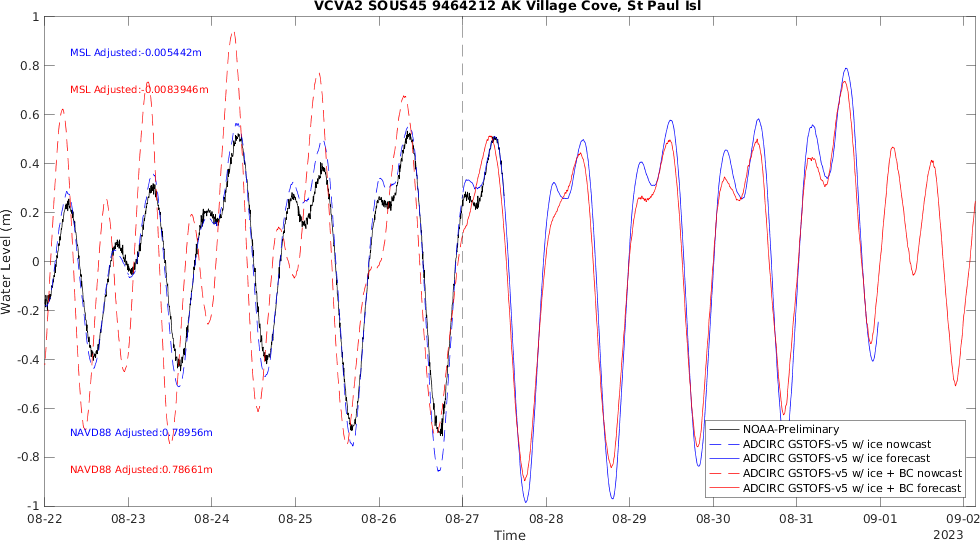 VCVA2 SOUS45 9464212 AK Village Cove, St Paul Isl
1
0.8
0.6
0.4
0.2
0
-0.2
-0.4
-0.6
-0.8
-1
Water Level (m)
MSL Adjusted:-0.005442m
MSL Adjusted:-0.0083946m
NAVD88 Adjusted:0.78956m
NAVD88 Adjusted:0.78661m
NOAA-Preliminary
ADCIRC GSTOFS-v5 w/ ice nowcast
ADCIRC GSTOFS-v5 w/ ice forecast
ADCIRC GSTOFS-v5 w/ ice + BC nowcast
ADCIRC GSTOFS-v5 w/ ice + BC forecast
08-22 08-23 08-24 08-25 08-26 08-27 08-28 08-29 08-30 08-31 09-01 09-02
Time
2023